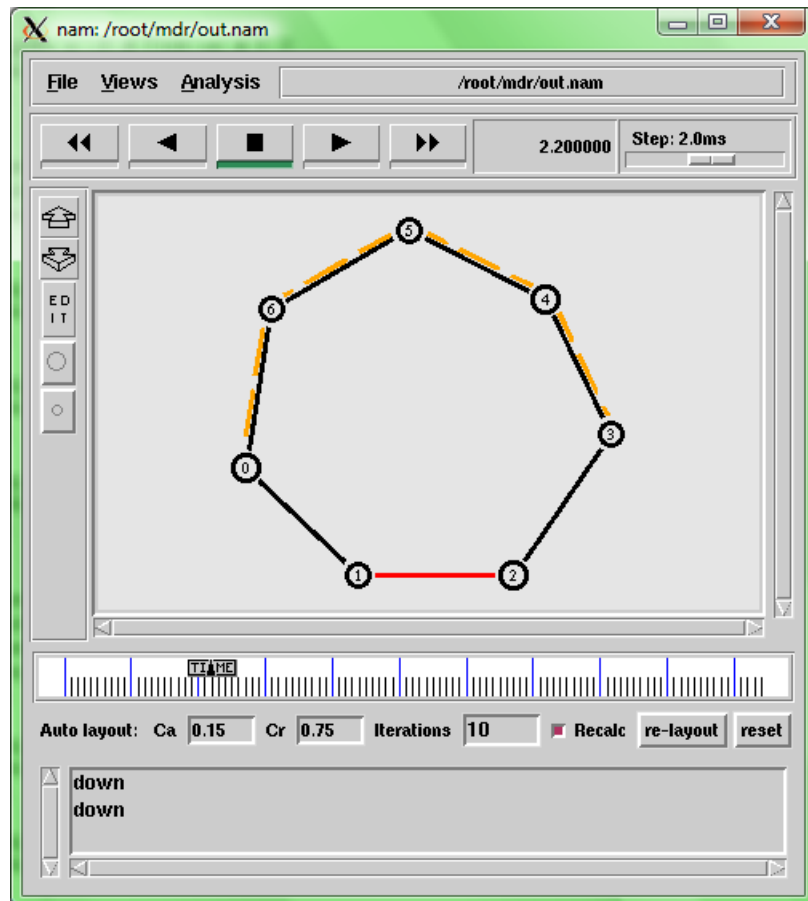 nam: /root/mdr/out.nam
File Views Analysis /root/mdr/out.nam
2.200000 Step: 2.0ms
ED
IT
5
6
4
3
0
1
2
TIME
Auto layout: Ca 0.15 Cr 0.75 Iterations 10 Recalc re-layout reset
down
down